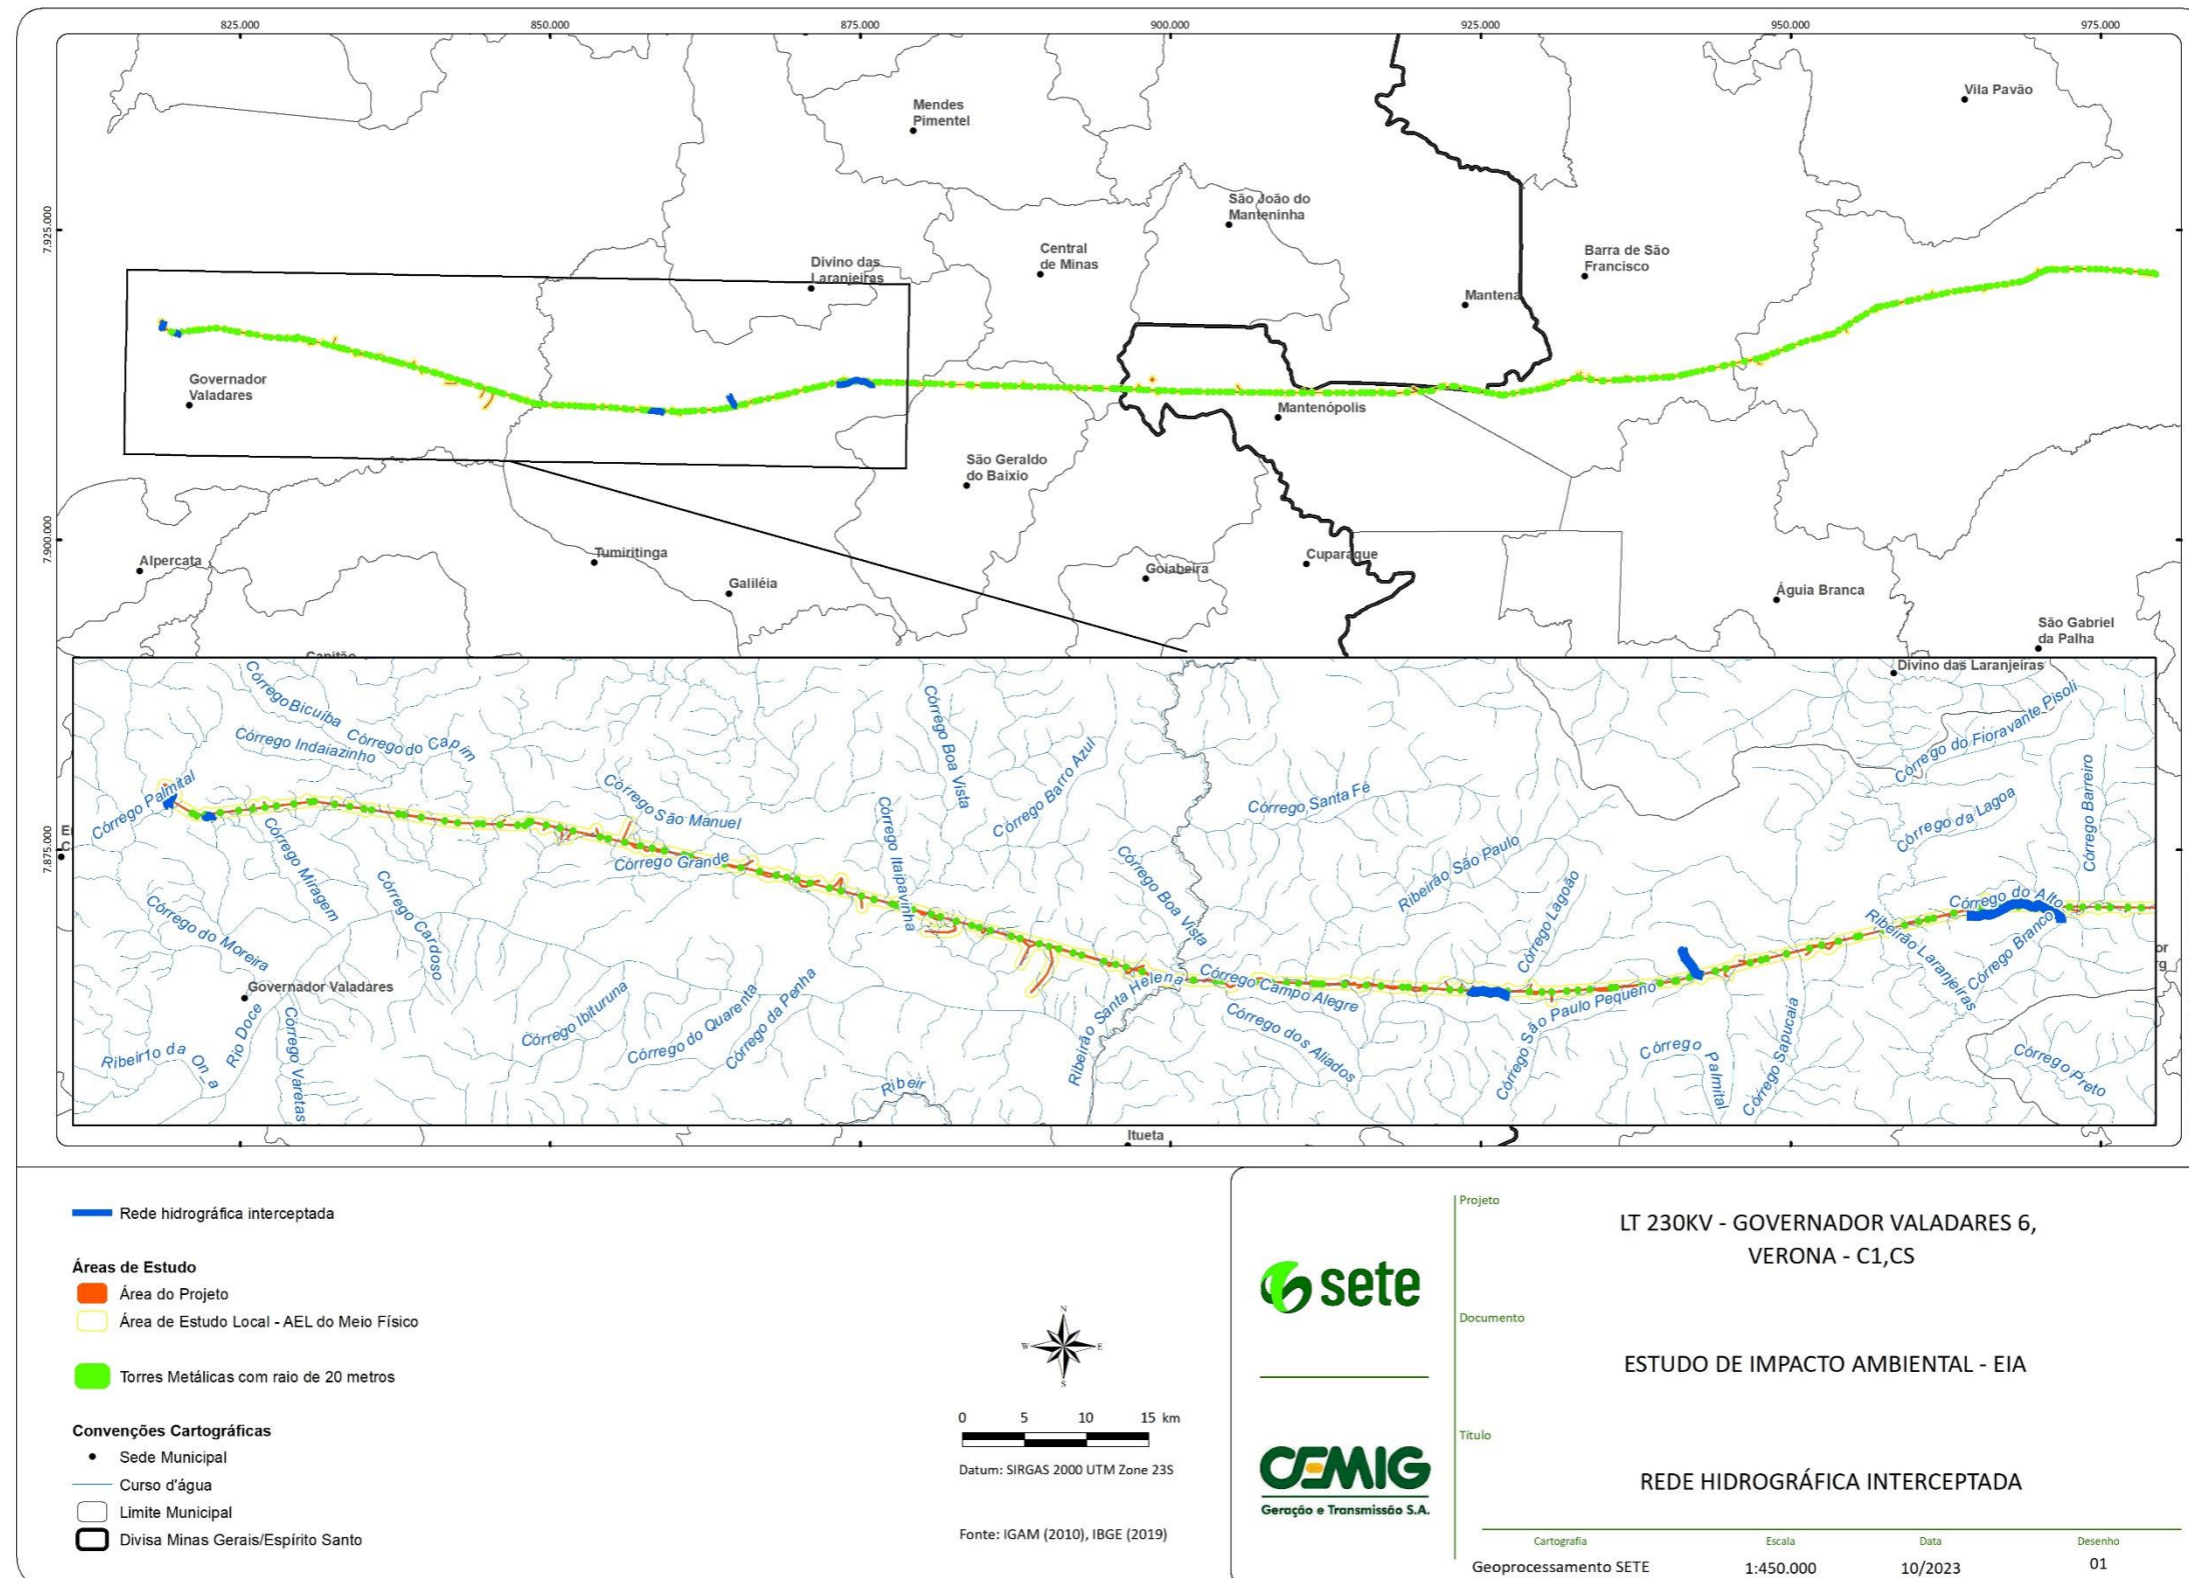 825.000
850.000
875.000
900.000
925.000
950.000
975.000
7.925.000
7.900.000
7.875.000
Mendes
Pimentel
Vila Pavão
São João do
Manteninha
Central
de Minas
Barra de São
Francisco
Divino das
Laranjeiras
Mantena
Governador
Valadares
Mantenópolis
São Geraldo
do Baixio
Alpercata
Tumiritinga
Galiléia
Goiabeira
Cuparaque
Águia Branca
São Gabriel
da Palha
Capitão
Divino das Laranjeiras
Córrego Bicuíba
Córrego do Capim
Córrego Indaiazinho
Córrego Palmital
Córrego São Manuel
Córrego Boa Vista
Córrego Barro Azul
Córrego Santa Fé
Córrego do Fioravante Pisoli
Córrego da Lagoa
Córrego Barreiro
Córrego Miragem
Córrego Grande
Córrego Itaipavinha
Córrego Cardoso
Córrego Boa Vista
Ribeirão São Paulo
Córrego Lagoão
Córrego do Alto
Córrego Branco
Ribeirão Laranjeiras
Córrego do Moreira
Governador Valadares
Rio Doce
Ribeir1o da On_a
Córrego Varetas
Córrego Ibituruna
Córrego do Quarenta
Córrego da Penha
Ribeir
Ribeirão Santa Helena
Córrego Campo Alegre
Córrego dos Aliados
Córrego São Paulo Pequeno
Córrego Palmital
Córrego Sapucaia
Córrego Preto
Itueta
Rede hidrográfica interceptada
Áreas de Estudo
Área do Projeto
Área de Estudo Local - AEL do Meio Físico
Torres Metálicas com raio de 20 metros
Convenções Cartográficas
Sede Municipal
Curso d'água
Limite Municipal
Divisa Minas Gerais/Espírito Santo
N
W
E
S
0 5 10 15 km
Datum: SIRGAS 2000 UTM Zone 23S
Fonte: IGAM (2010), IBGE (2019)
sete
CEMIG
Geração e Transmissão S.A.
Projeto
LT 230KV - GOVERNADOR VALADARES 6,
VERONA - C1,CS
Documento
ESTUDO DE IMPACTO AMBIENTAL - EIA
Título
REDE HIDROGRÁFICA INTERCEPTADA
Cartografia
Escala
Data
Desenho
Geoprocessamento SETE
1:450.000
10/2023
01